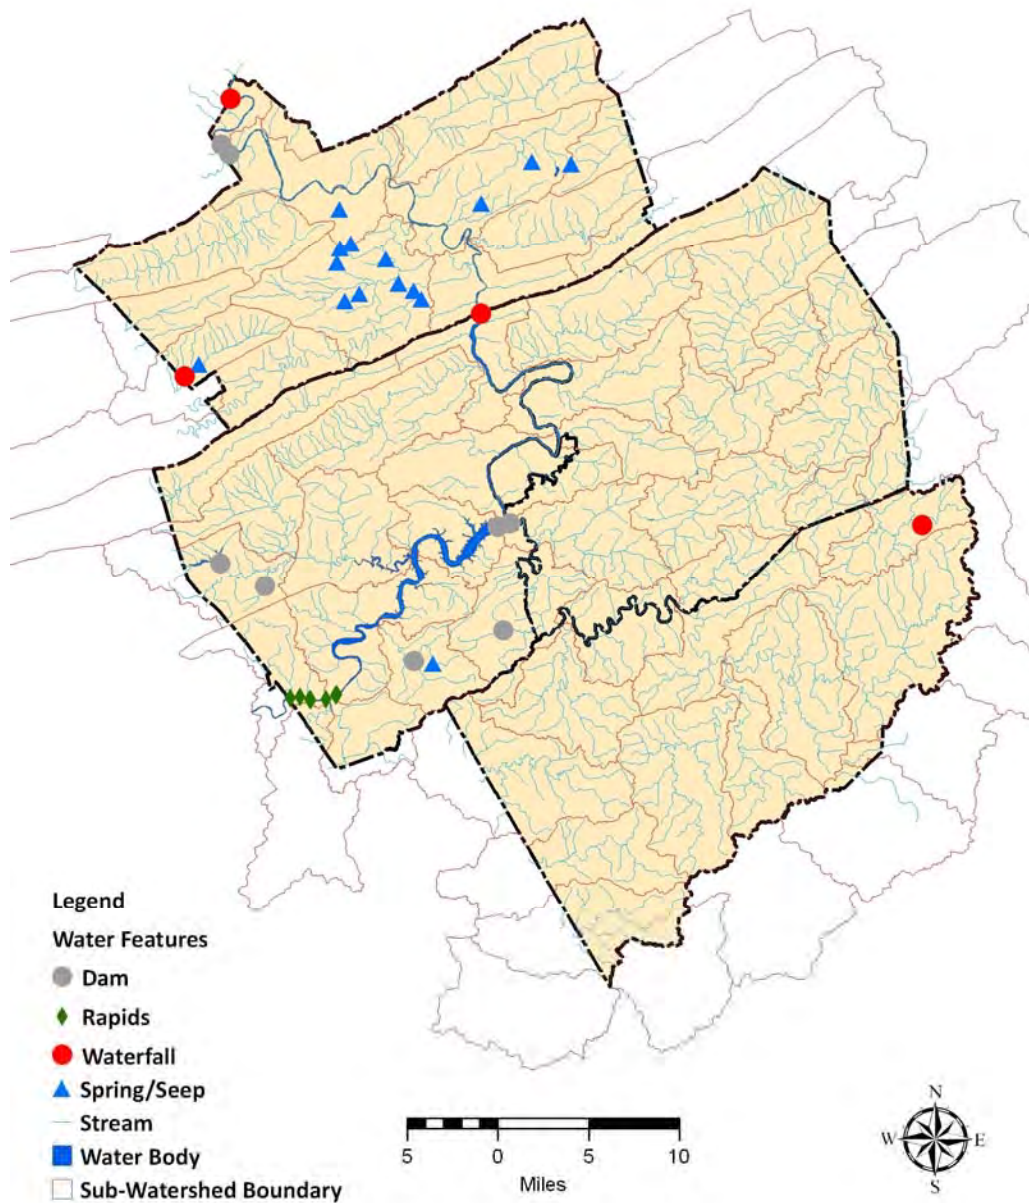 Legend
Water Features
Dam
Rapids
Waterfall
Spring/Seep
Stream
Water Body
Sub-Watershed Boundary
5 0 5 10
Miles
N
W E
S